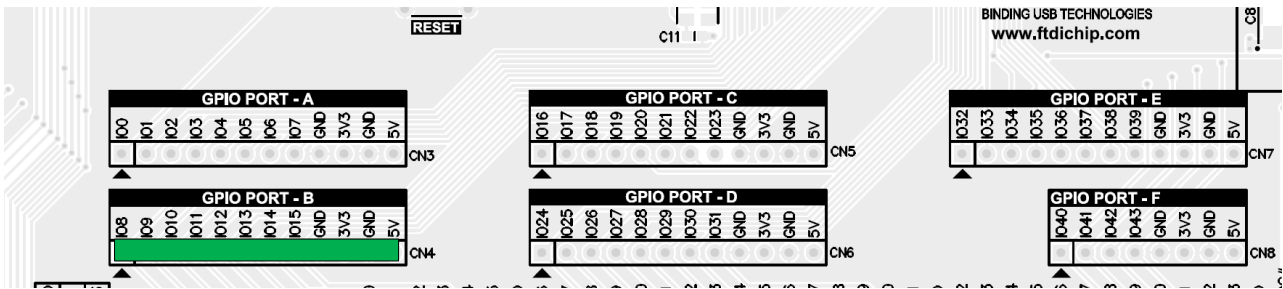 BINDING USB TECHNOLOGIES
www.ftdichip.com
RESET
C11
C8
GPIO PORT - A
IO0 IO1 IO2 IO3 IO4 IO5 IO6 IO7 GND 3V3 GND 5V
CN3
GPIO PORT - C
IO16 IO17 IO18 IO19 IO20 IO21 IO22 IO23 GND 3V3 GND 5V
CN5
GPIO PORT - E
IO32 IO33 IO34 IO35 IO36 IO37 IO38 IO39 GND 3V3 GND 5V
CN7
GPIO PORT - B
IO8 IO9 IO10 IO11 IO12 IO13 IO14 IO15 GND 3V3 GND 5V
CN4
GPIO PORT - D
IO24 IO25 IO26 IO27 IO28 IO29 IO30 IO31 GND 3V3 GND 5V
CN6
GPIO PORT - F
IO40 IO41 IO42 IO43 GND 3V3 GND 5V
CN8